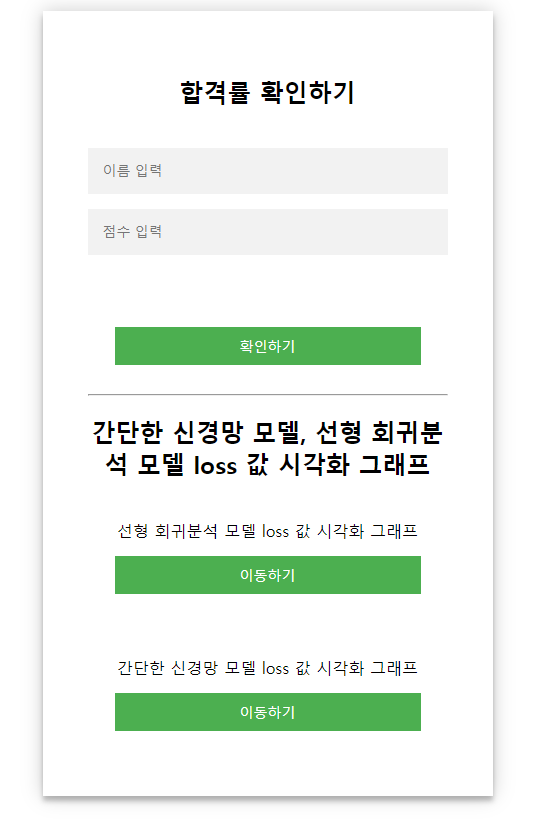 합격률 확인하기
이름 입력
점수 입력
확인하기
간단한 신경망 모델, 선형 회귀분
석 모델 loss 값 시각화 그래프
선형 회귀분석 모델 loss 값 시각화 그래프
이동하기
간단한 신경망 모델 loss 값 시각화 그래프
이동하기